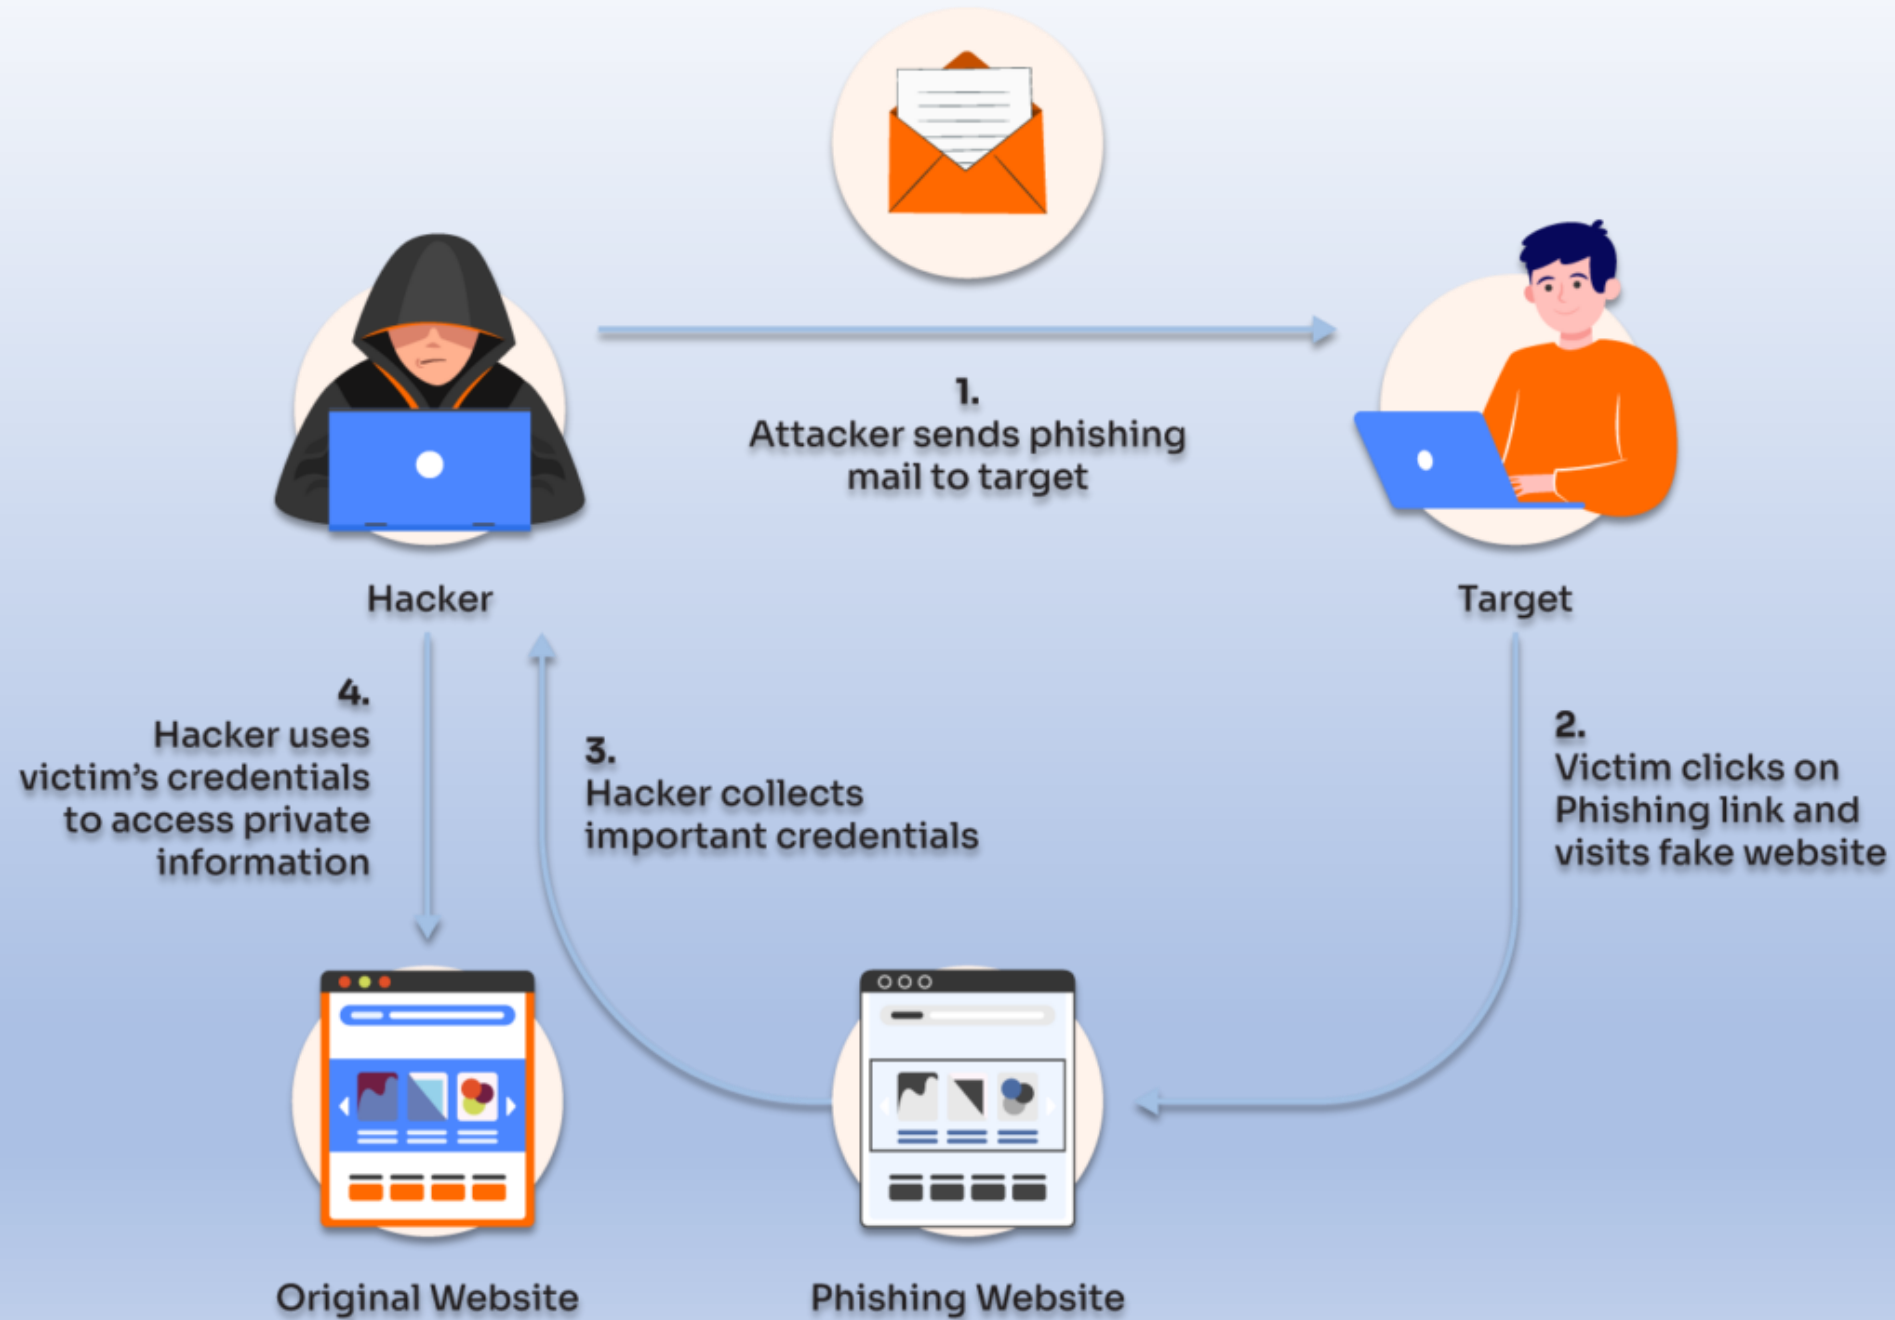 1.
Attacker sends phishing
mail to target
Hacker
Target
4.
Hacker uses
victim's credentials
to access private
information
3.
Hacker collects
important credentials
2.
Victim clicks on
Phishing link and
visits fake website
Original Website
Phishing Website